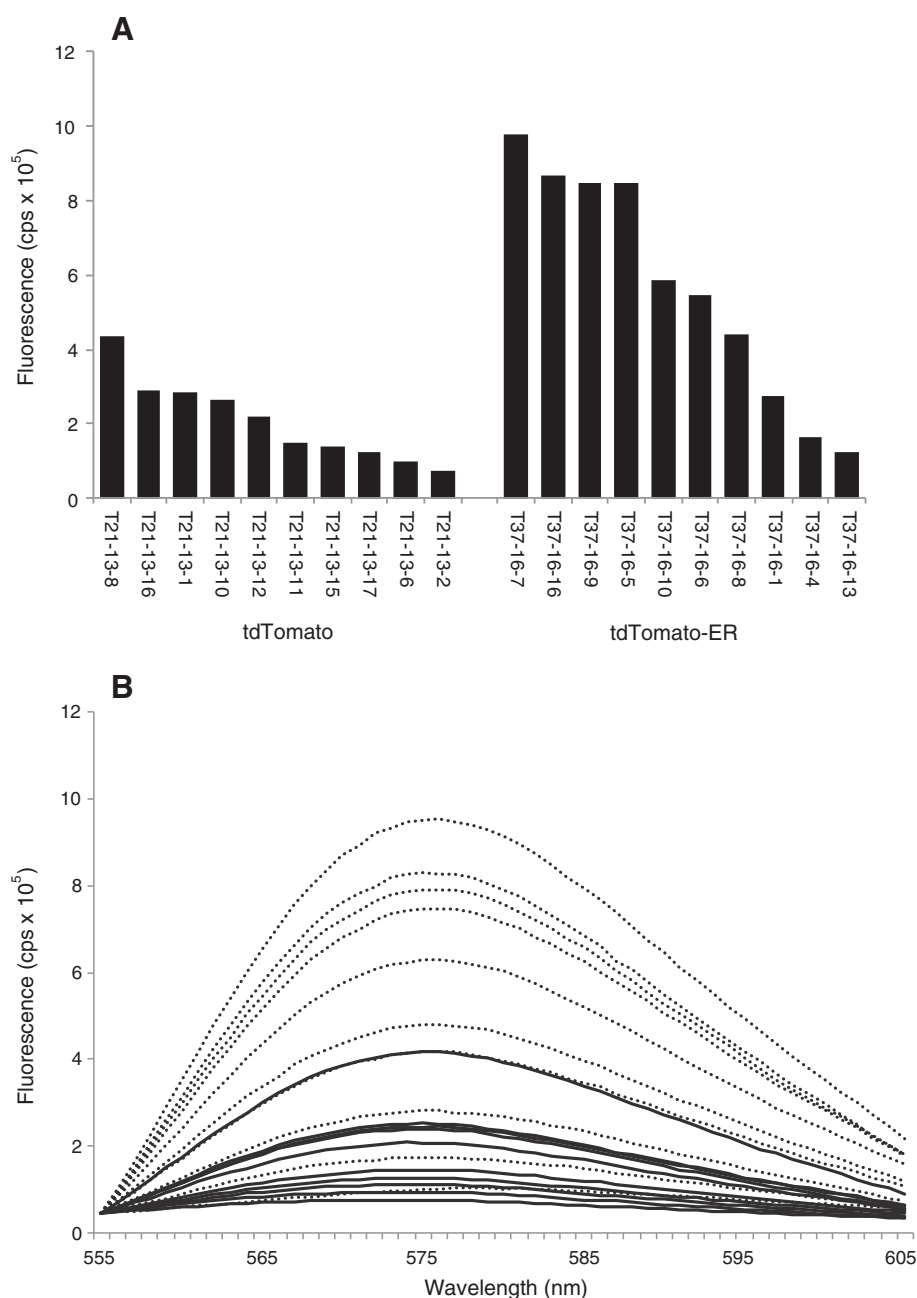 A
12
10
8
6
4
2
0
Fluorescence (cps x 10⁵)
T21-13-8
T21-13-16
T21-13-1
T21-13-10
T21-13-12
T21-13-11
T21-13-15
T21-13-17
T21-13-6
T21-13-2
T37-16-7
T37-16-16
T37-16-9
T37-16-5
T37-16-10
T37-16-6
T37-16-8
T37-16-1
T37-16-4
T37-16-13
tdTomato
tdTomato-ER
B
12
10
8
6
4
2
0
Fluorescence (cps x 10⁵)
555
565
575
585
595
605
Wavelength (nm)